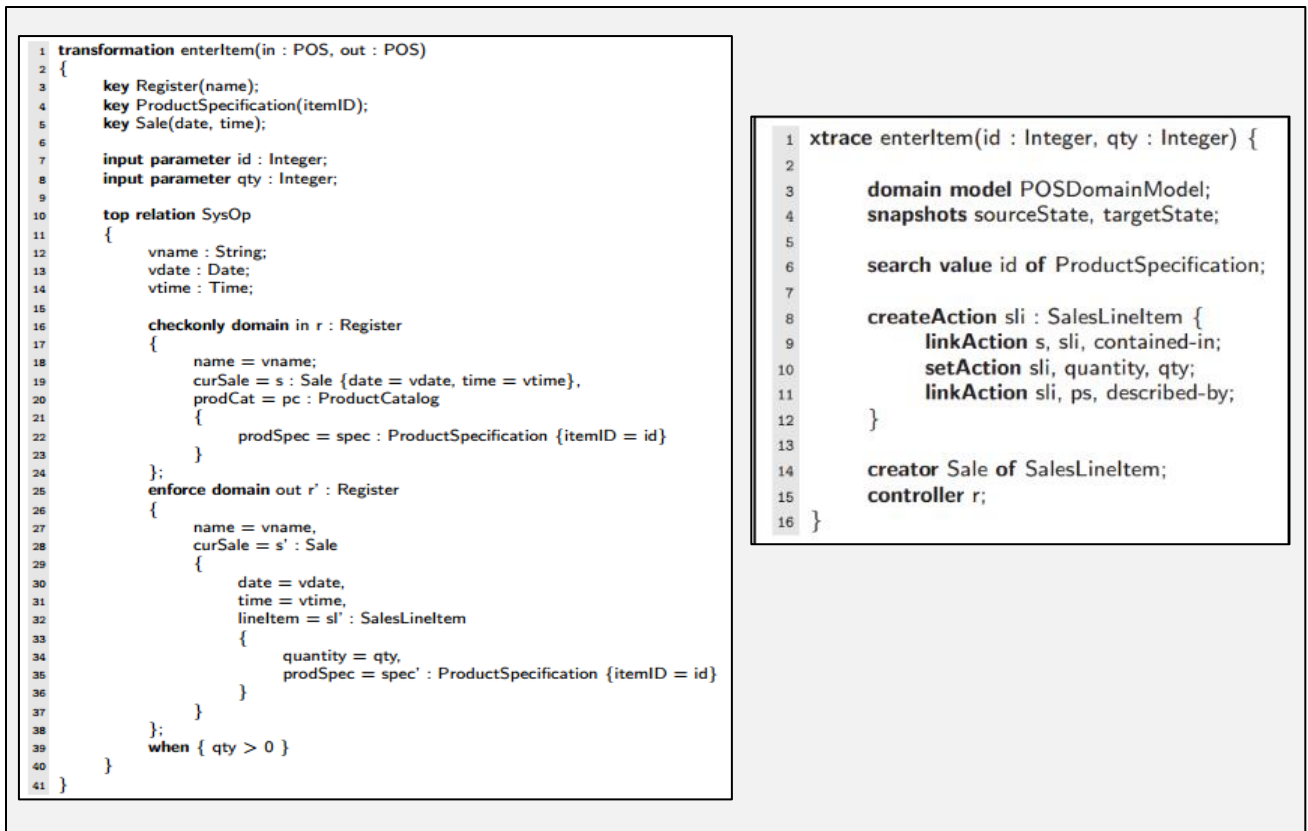 1 transformation enterItem(in : POS, out : POS)
2 {
3 key Register(name);
4 key ProductSpecification(itemID);
5 key Sale(date, time);
6
7 input parameter id : Integer;
8 input parameter qty : Integer;
9
10 top relation SysOp
11 {
12 vname : String;
13 vdate : Date;
14 vtime : Time;
15
16 checkonly domain in r : Register
17 {
18 name = vname;
19 curSale = s : Sale {date = vdate, time = vtime},
20 prodCat = pc : ProductCatalog
21 {
22 prodSpec = spec : ProductSpecification {itemID = id}
23 }
24 };
25 enforce domain out r' : Register
26 {
27 name = vname,
28 curSale = s' : Sale
29 {
30 date = vdate,
31 time = vtime,
32 lineItem = sl' : SalesLineItem
33 {
34 quantity = qty,
35 prodSpec = spec' : ProductSpecification {itemID = id}
36 }
37 }
38 };
39 when { qty > 0 }
40 }
41 }
1 xtrace enterItem(id : Integer, qty : Integer) {
2
3 domain model POSDomainModel;
4 snapshots sourceState, targetState;
5
6 search value id of ProductSpecification;
7
8 createAction sli : SalesLineItem {
9 linkAction s, sli, contained-in;
10 setAction sli, quantity, qty;
11 linkAction sli, ps, described-by;
12 }
13
14 creator Sale of SalesLineItem;
15 controller r;
16 }